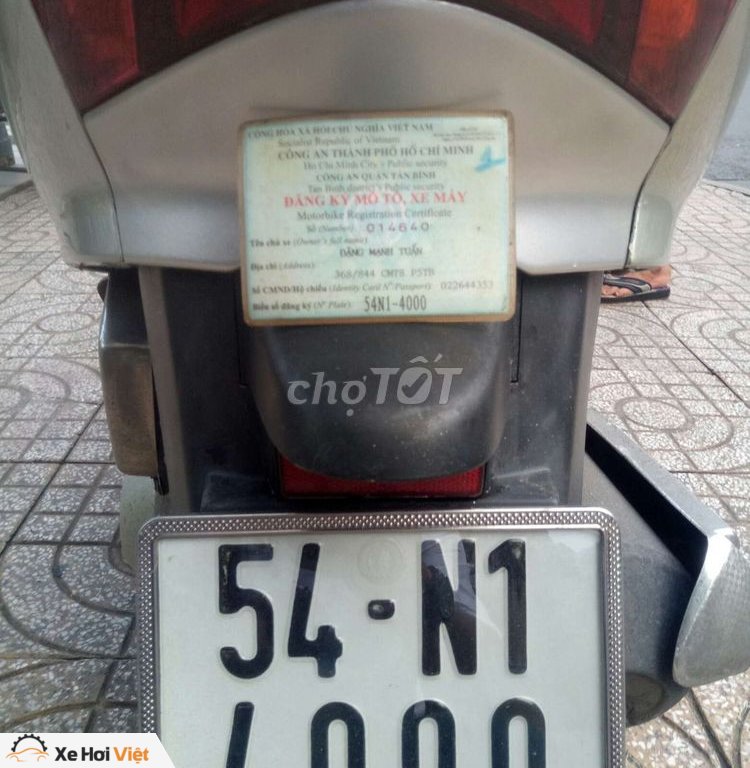 CỘNG HÒA XÃ HỘI CHỦ NGHĨA VIỆT NAM
Socialist Republic of Vietnam
CÔNG AN THÀNH PHỐ HỒ CHÍ MINH
Ho Chi Minh City's Public security
CÔNG AN QUẬN TÂN BÌNH
Tan Binh district's Public security
ĐĂNG KÝ MÔ TÔ, XE MÁY
Motorbike Registration Certificate
Số (Number): 014640
Tên chủ xe (Owner's full name):
ĐẶNG MẠNH TUẤN
Địa chỉ (Address):
368/844 CMT8 P5TB
Số CMND/Hộ chiếu (Identity Card N°/Passport): 022644353
Biển số đăng ký (N° Plate): 54N1-4000
chợTỐT
54-N1
4000
Xe Hơi Việt